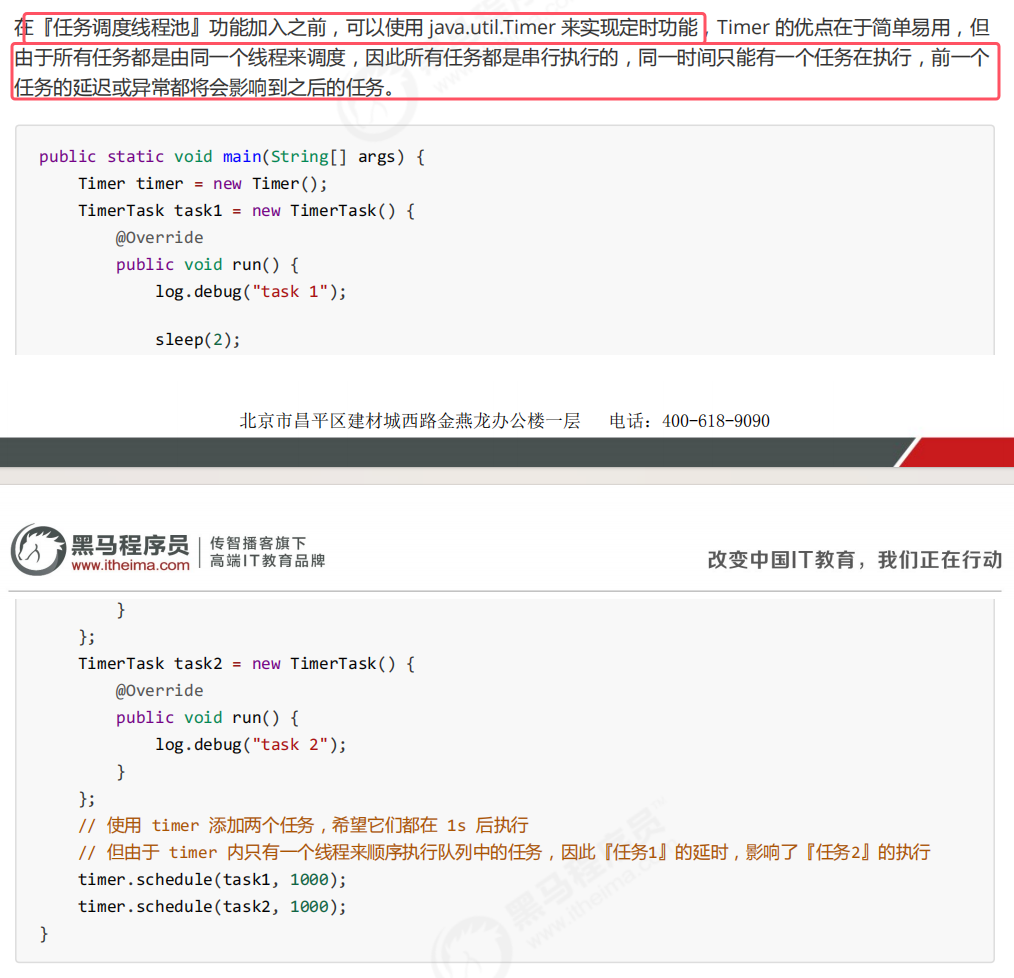 在『任务调度线程池』功能加入之前，可以使用 java.util.Timer 来实现定时功能，Timer 的优点在于简单易用，但
由于所有任务都是由同一个线程来调度，因此所有任务都是串行执行的，同一时间只能有一个任务在执行，前一个
任务的延迟或异常都将会影响到之后的任务。
public static void main(String[] args) {
    Timer timer = new Timer();
    TimerTask task1 = new TimerTask() {
        @Override
        public void run() {
            log.debug("task 1");
            sleep(2);
北京市昌平区建材城西路金燕龙办公楼一层 电话：400-618-9090
黑马程序员 传智播客旗下
www.itheima.com 高端IT教育品牌
改变中国IT教育，我们正在行动
        }
    };
    TimerTask task2 = new TimerTask() {
        @Override
        public void run() {
            log.debug("task 2");
        }
    };
    // 使用 timer 添加两个任务，希望它们都在 1s 后执行
    // 但由于 timer 内只有一个线程来顺序执行队列中的任务，因此『任务1』的延时，影响了『任务2』的执行
    timer.schedule(task1, 1000);
    timer.schedule(task2, 1000);
}
黑马程序员
www.itheima.com